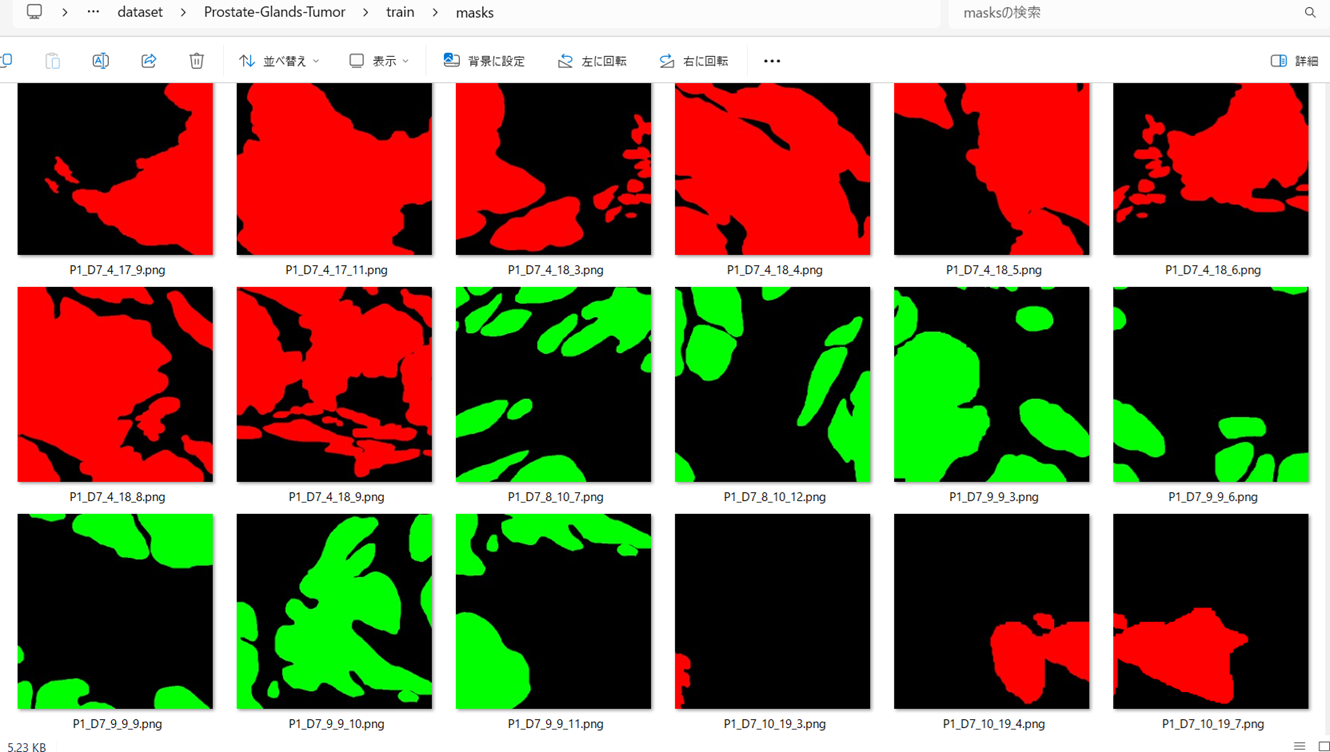 dataset > Prostate-Glands-Tumor > train > masks
masksの検索
並べ替え 表示 背景に設定 左に回転 右に回転 詳細
P1_D7_4_17_9.png P1_D7_4_17_11.png P1_D7_4_18_3.png P1_D7_4_18_4.png P1_D7_4_18_5.png P1_D7_4_18_6.png
P1_D7_4_18_8.png P1_D7_4_18_9.png P1_D7_8_10_7.png P1_D7_8_10_12.png P1_D7_9_9_3.png P1_D7_9_9_6.png
P1_D7_9_9_9.png P1_D7_9_9_10.png P1_D7_9_9_11.png P1_D7_10_19_3.png P1_D7_10_19_4.png P1_D7_10_19_7.png
5.23 KB